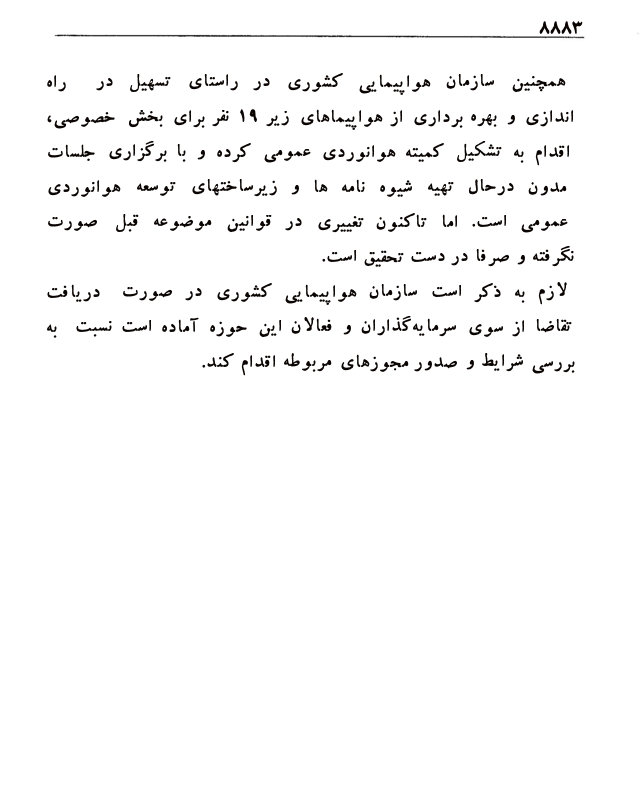 ۸۸۸۳
همچنین سازمان هواپیمایی کشوری در راستای تسهیل در راه
اندازی و بهره برداری از هواپیماهای زیر ۱۹ نفر برای بخش خصوصی،
اقدام به تشکیل کمیته هوانوردی عمومی کرده و با برگزاری جلسات
مدون درحال تهیه شیوه نامه ها و زیرساختهای توسعه هوانوردی
عمومی است. اما تاکنون تغییری در قوانین موضوعه قبل صورت
نگرفته و صرفا در دست تحقیق است.
لازم به ذکر است سازمان هواپیمایی کشوری در صورت دریافت
تقاضا از سوی سرمایه‌گذاران و فعالان این حوزه آماده است نسبت به
بررسی شرایط و صدور مجوزهای مربوطه اقدام کند.